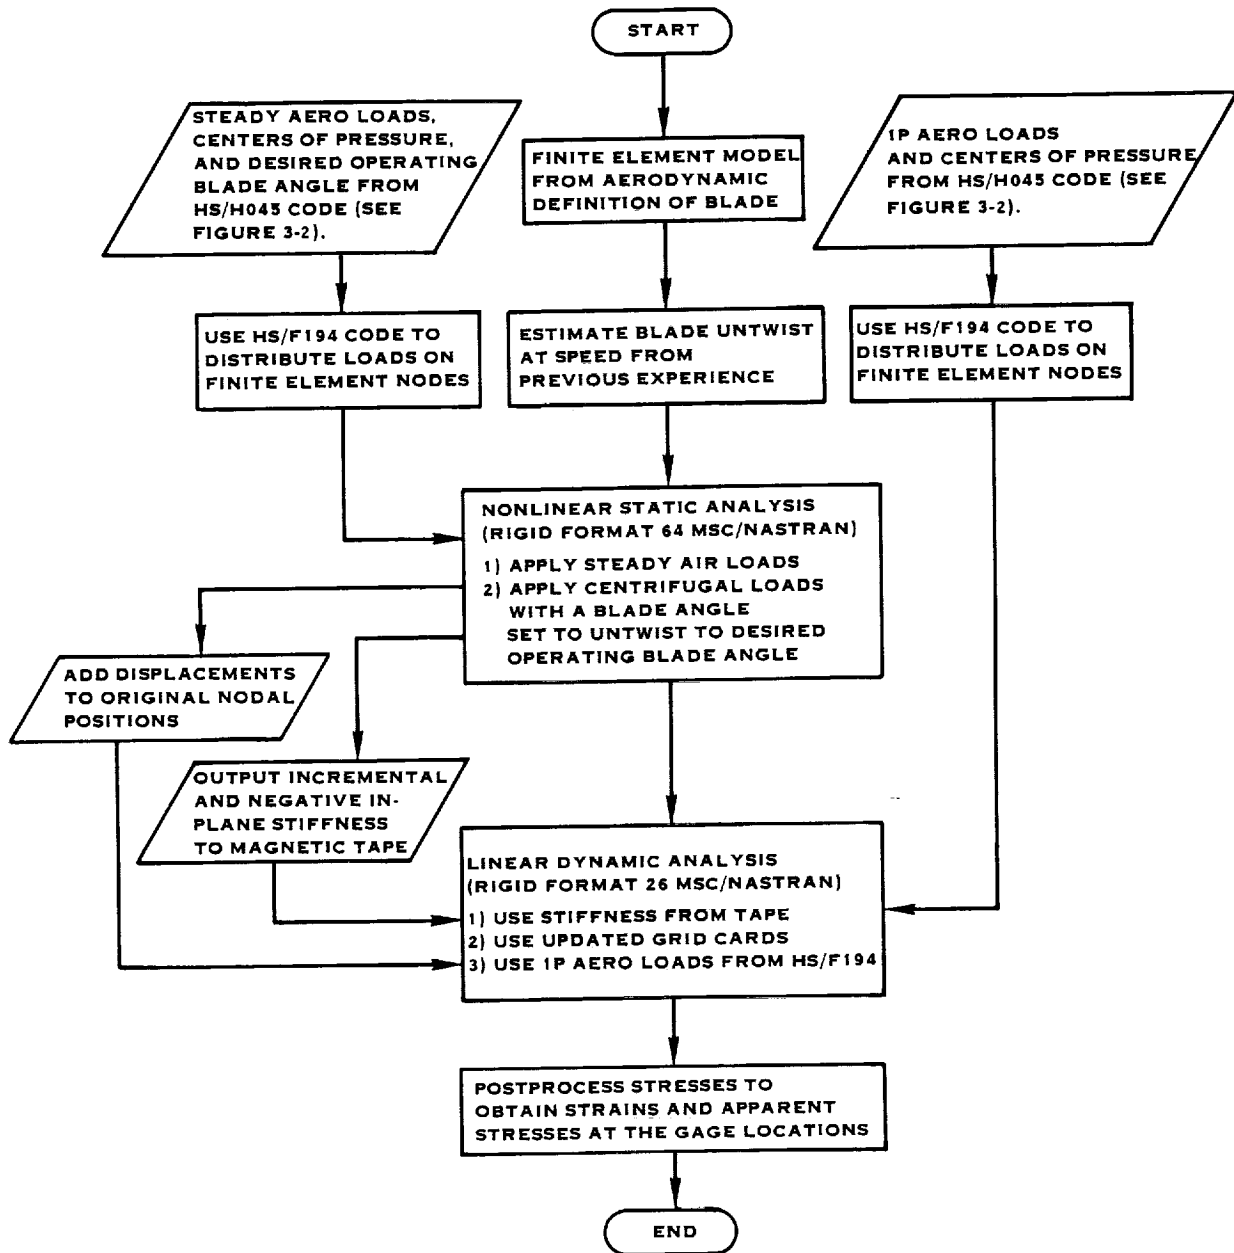 START
STEADY AERO LOADS,
CENTERS OF PRESSURE,
AND DESIRED OPERATING
BLADE ANGLE FROM
HS/H045 CODE (SEE
FIGURE 3-2).
FINITE ELEMENT MODEL
FROM AERODYNAMIC
DEFINITION OF BLADE
1P AERO LOADS
AND CENTERS OF PRESSURE
FROM HS/H045 CODE (SEE
FIGURE 3-2).
USE HS/F194 CODE TO
DISTRIBUTE LOADS ON
FINITE ELEMENT NODES
ESTIMATE BLADE UNTWIST
AT SPEED FROM
PREVIOUS EXPERIENCE
USE HS/F194 CODE TO
DISTRIBUTE LOADS ON
FINITE ELEMENT NODES
NONLINEAR STATIC ANALYSIS
(RIGID FORMAT 64 MSC/NASTRAN)
1) APPLY STEADY AIR LOADS
2) APPLY CENTRIFUGAL LOADS
WITH A BLADE ANGLE
SET TO UNTWIST TO DESIRED
OPERATING BLADE ANGLE
ADD DISPLACEMENTS
TO ORIGINAL NODAL
POSITIONS
OUTPUT INCREMENTAL
AND NEGATIVE IN-
PLANE STIFFNESS
TO MAGNETIC TAPE
LINEAR DYNAMIC ANALYSIS
(RIGID FORMAT 26 MSC/NASTRAN)
1) USE STIFFNESS FROM TAPE
2) USE UPDATED GRID CARDS
3) USE 1P AERO LOADS FROM HS/F194
POSTPROCESS STRESSES TO
OBTAIN STRAINS AND APPARENT
STRESSES AT THE GAGE LOCATIONS
END